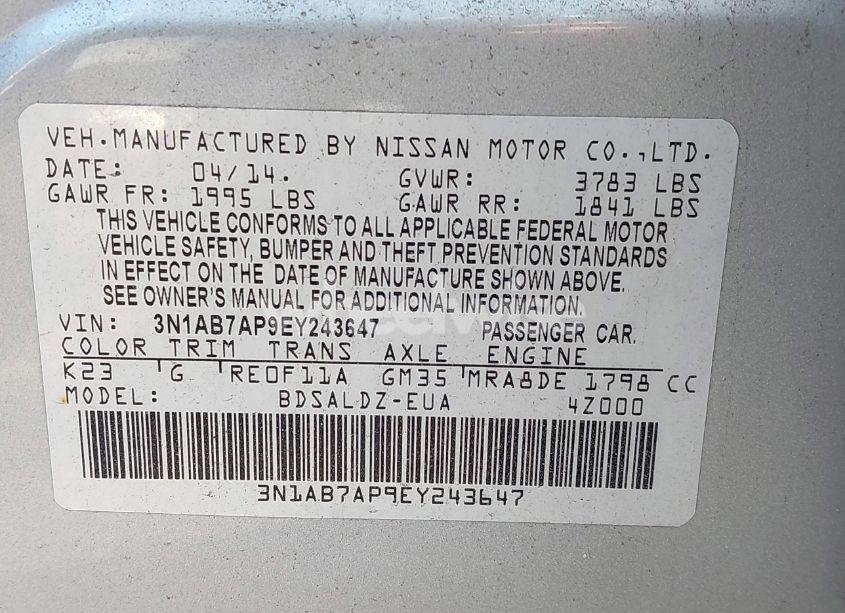 VEH.MANUFACTURED BY NISSAN MOTOR CO.,LTD.
DATE: 04/14. GVWR: 3783 LBS
GAWR FR: 1995 LBS GAWR RR: 1841 LBS
THIS VEHICLE CONFORMS TO ALL APPLICABLE FEDERAL MOTOR
VEHICLE SAFETY, BUMPER AND THEFT PREVENTION STANDARDS
IN EFFECT ON THE DATE OF MANUFACTURE SHOWN ABOVE.
SEE OWNER'S MANUAL FOR ADDITIONAL INFORMATION.
VIN: 3N1AB7AP9EY243647 PASSENGER CAR.
COLOR TRIM TRANS AXLE ENGINE
K23 G RE0F11A GM35 MRA8DE 1798 CC
MODEL: BDSALDZ-EUA 4Z000
3N1AB7AP9EY243647